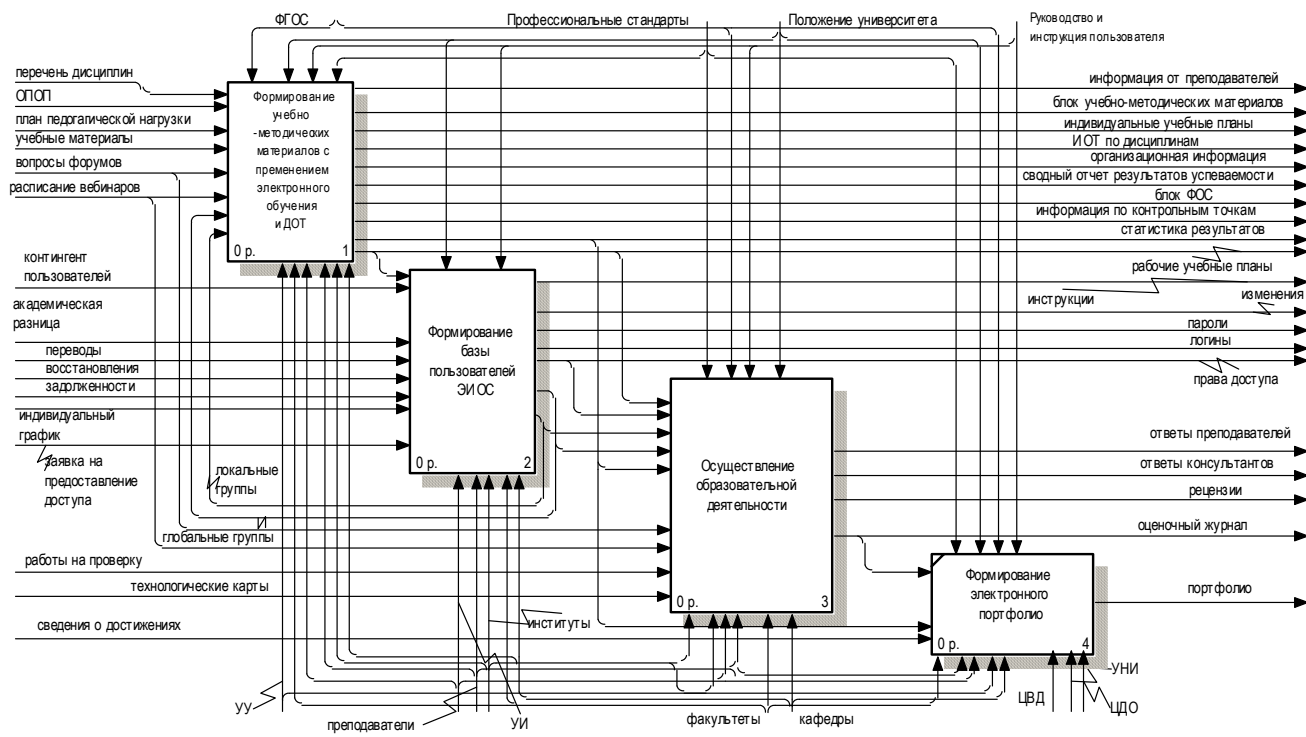 ФГОС
Профессиональные стандарты
Положение университета
Руководство и
инструкция пользователя
перечень дисциплин
ОПОП
план педогагической нагрузки
учебные материалы
вопросы форумов
расписание вебинаров
Формирование
учебно
-методических
материалов с
пременением
электронного
обучения
и ДОТ
0 р.
1
информация от преподавателей
блок учебно-методических материалов
индивидуальные учебные планы
ИОТ по дисциплинам
организационная информация
сводный отчет результатов успеваемости
блок ФОС
информация по контрольным точкам
статистика результатов
рабочие учебные планы
инструкции
изменения
пароли
логины
права доступа
контингент
пользователей
академическая
разница
переводы
восстановления
задолженности
индивидуальный
график
заявка на
предоставление
доступа
Формирование
базы
пользователей
ЭИОС
0 р.
2
локальные
группы
И
глобальные группы
Осуществление
образовательной
деятельности
0 р.
3
ответы преподавателей
ответы консультантов
рецензии
оценочный журнал
работы на проверку
технологические карты
сведения о достижениях
Формирование
электронного
портфолио
0 р.
4
портфолио
институты
УУ
преподаватели
УИ
факультеты
кафедры
ЦВД
УНИ
ЦДО